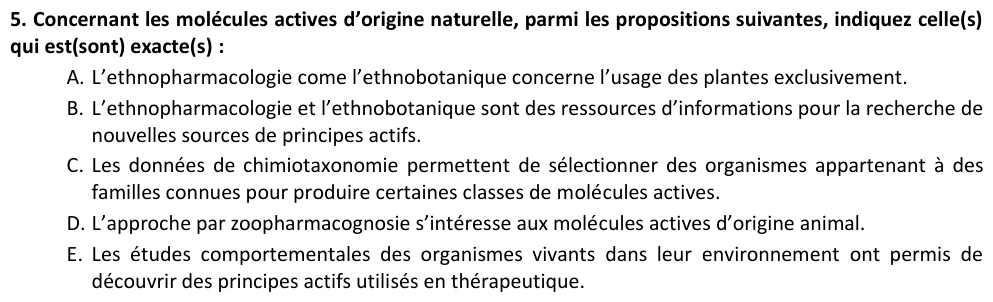 5. Concernant les molécules actives d’origine naturelle, parmi les propositions suivantes, indiquez celle(s)
qui est(sont) exacte(s) :
A. L’ethnopharmacologie come l’ethnobotanique concerne l’usage des plantes exclusivement.
B. L’ethnopharmacologie et l’ethnobotanique sont des ressources d’informations pour la recherche de
nouvelles sources de principes actifs.
C. Les données de chimiotaxonomie permettent de sélectionner des organismes appartenant à des
familles connues pour produire certaines classes de molécules actives.
D. L’approche par zoopharmacognosie s’intéresse aux molécules actives d’origine animal.
E. Les études comportementales des organismes vivants dans leur environnement ont permis de
découvrir des principes actifs utilisés en thérapeutique.